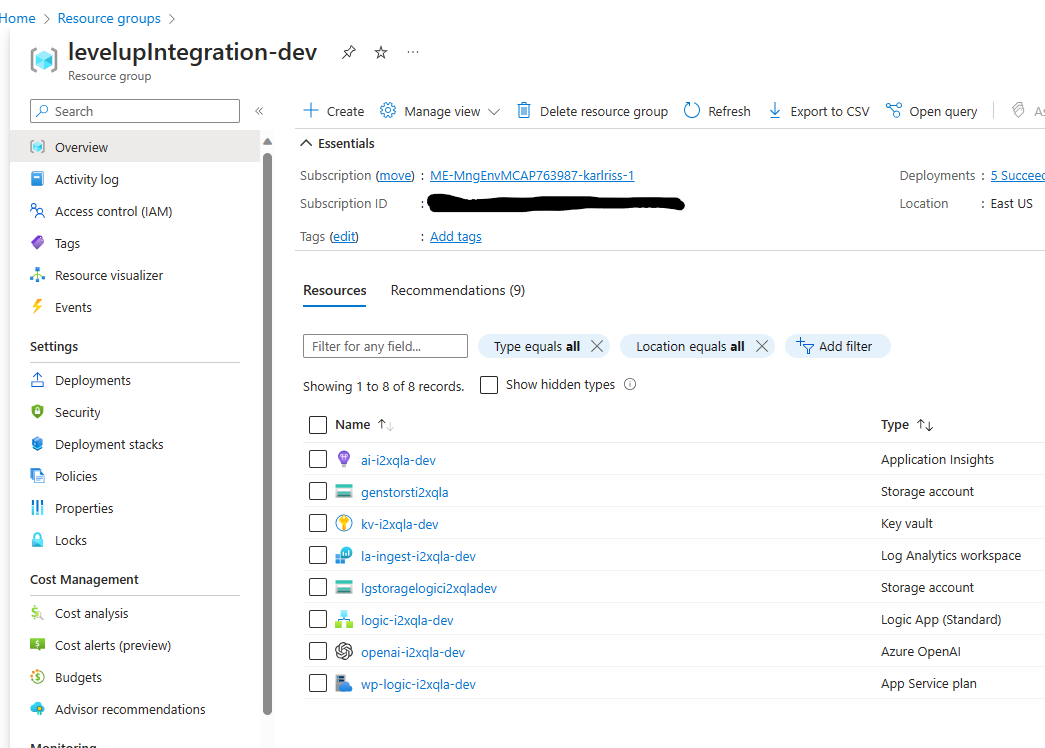 Home > Resource groups >
levelupIntegration-dev ...
Resource group
Search «
Overview
Activity log
Access control (IAM)
Tags
Resource visualizer
Events
Settings
Deployments
Security
Deployment stacks
Policies
Properties
Locks
Cost Management
Cost analysis
Cost alerts (preview)
Budgets
Advisor recommendations
Monitoring
Create Manage view Delete resource group Refresh Export to CSV Open query
Essentials
Subscription (move) : ME-MngEnvMCAP763987-karlriss-1
Subscription ID :
Tags (edit) : Add tags
Deployments : 5 Succeed
Location : East US
Resources Recommendations (9)
Filter for any field... Type equals all Location equals all Add filter
Showing 1 to 8 of 8 records. Show hidden types
Name Type
ai-i2xqla-dev Application Insights
genstorsti2xqla Storage account
kv-i2xqla-dev Key vault
la-ingest-i2xqla-dev Log Analytics workspace
lgstoragelogici2xqladev Storage account
logic-i2xqla-dev Logic App (Standard)
openai-i2xqla-dev Azure OpenAI
wp-logic-i2xqla-dev App Service plan